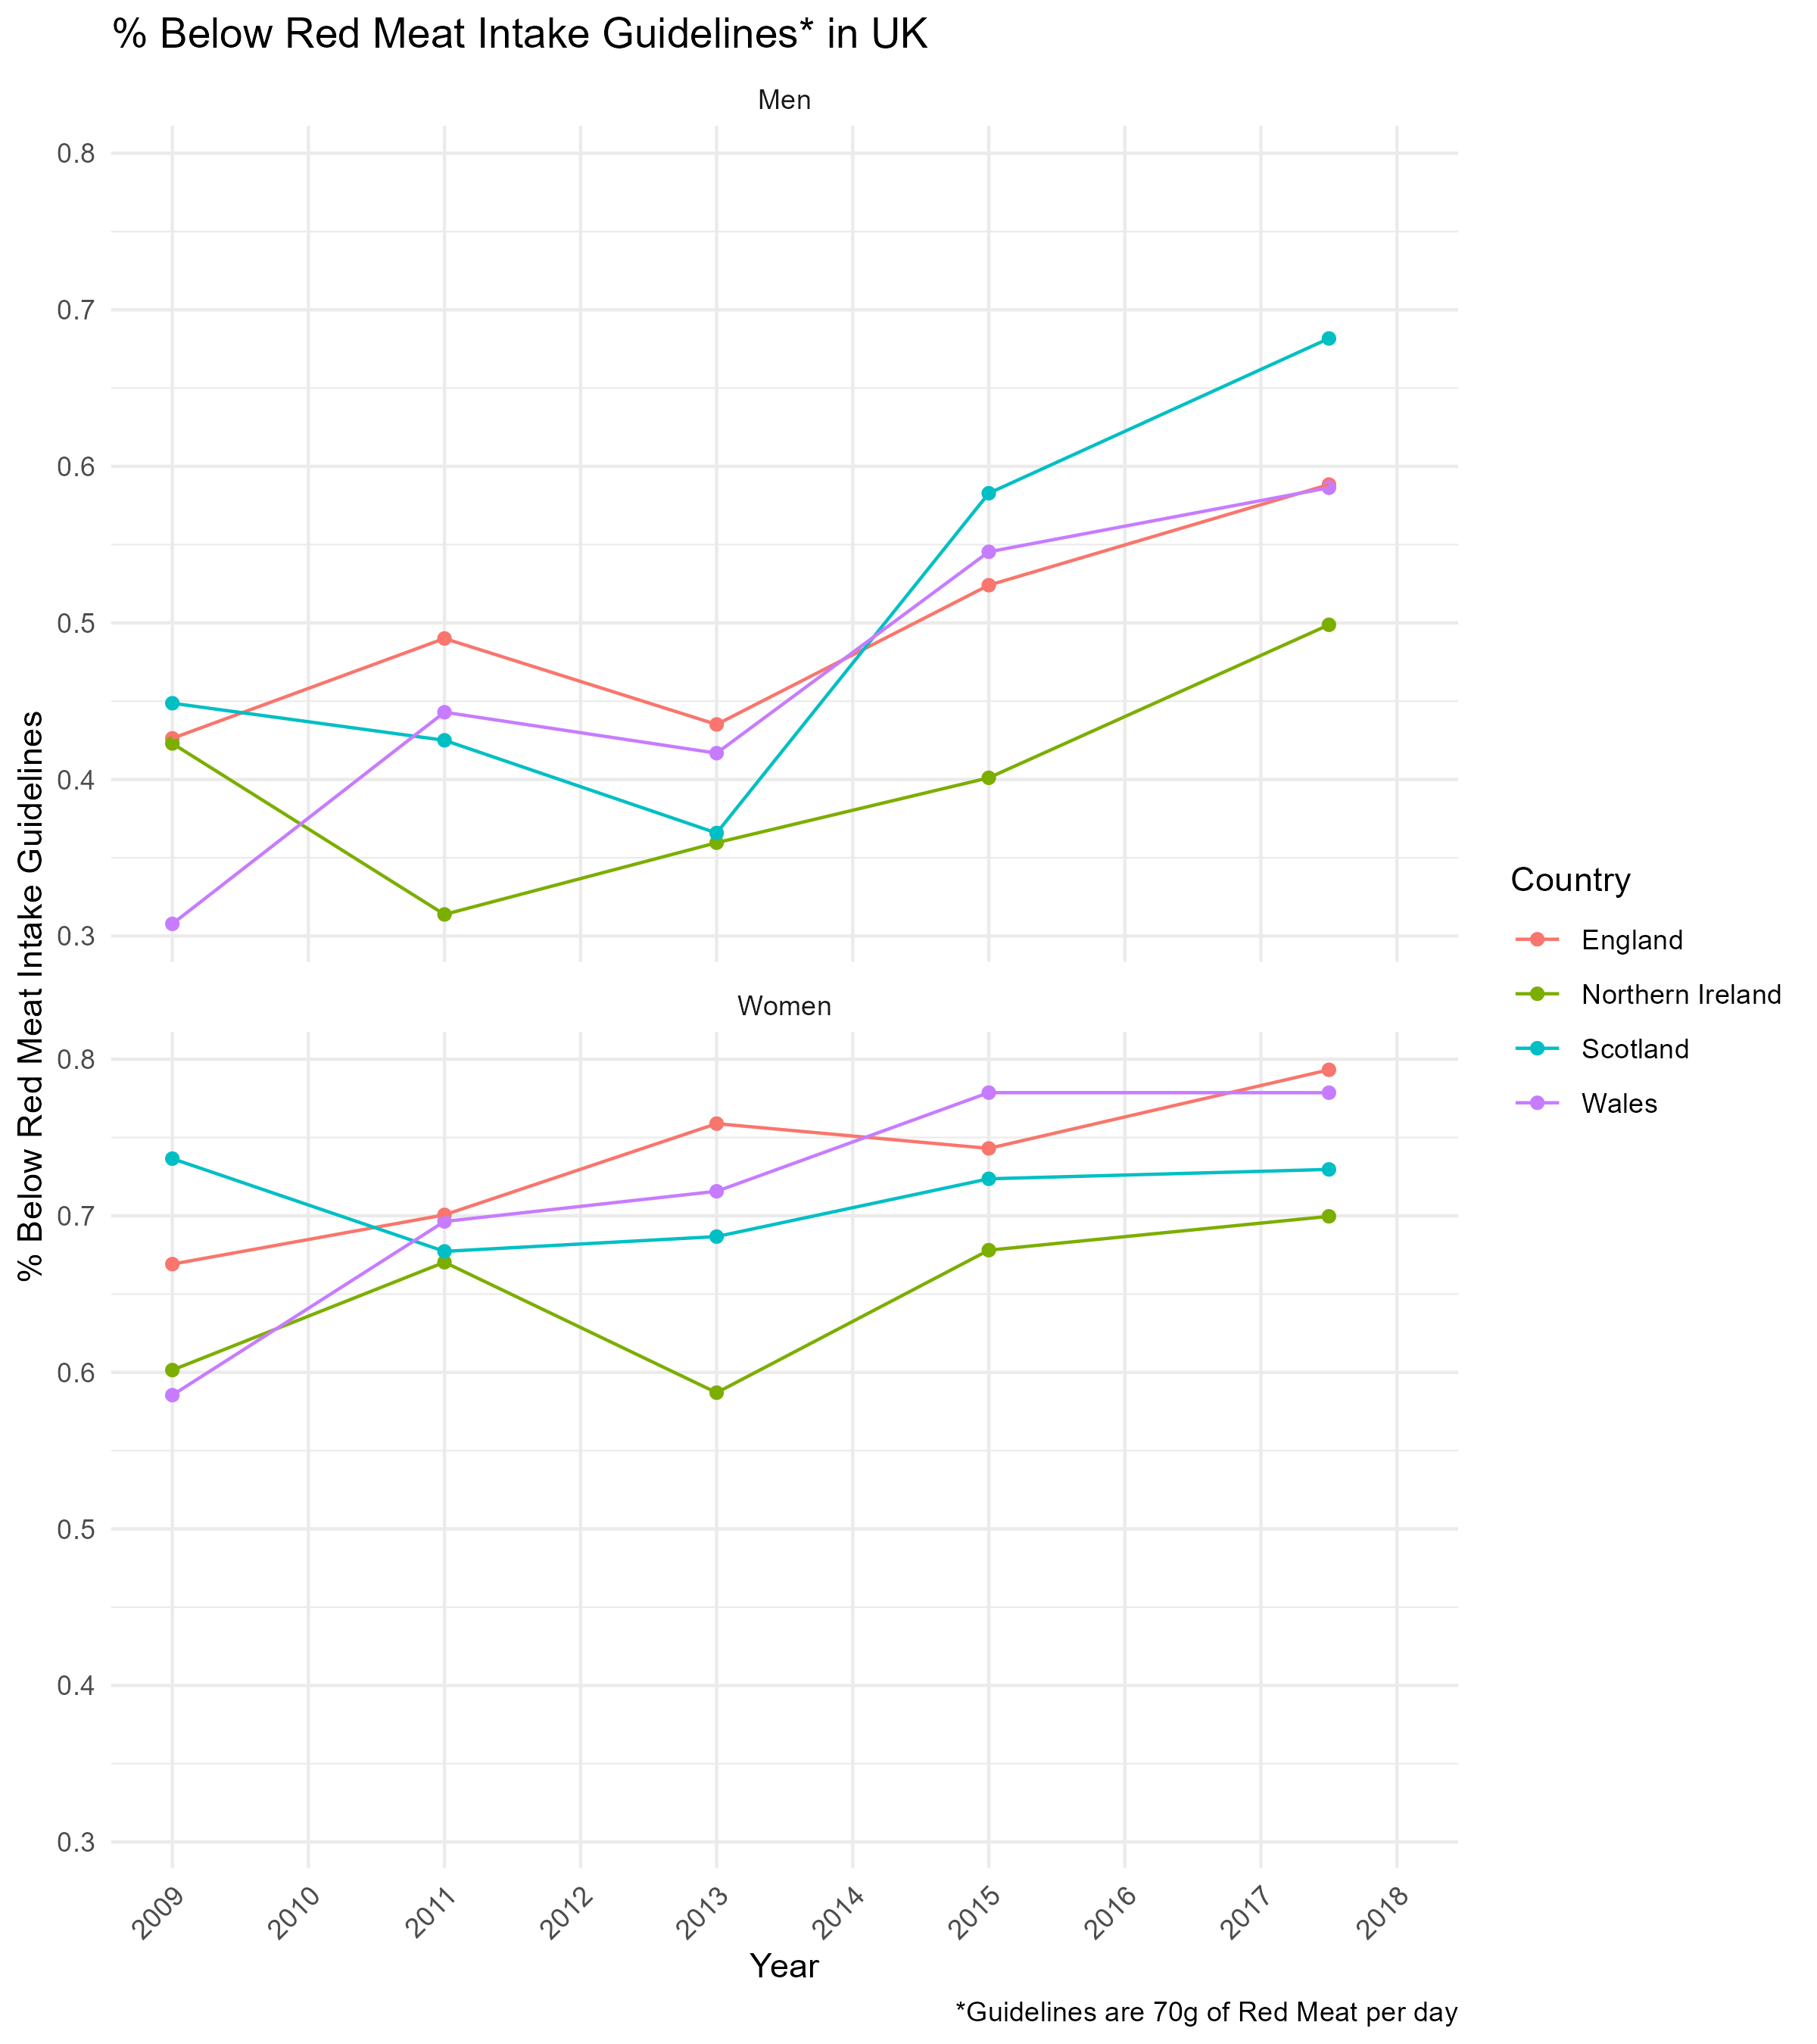 % Below Red Meat Intake Guidelines* in UK
Men
0.8
0.7
0.6
0.5
0.4
0.3
% Below Red Meat Intake Guidelines
Women
0.8
0.7
0.6
0.5
0.4
0.3
2009 2010 2011 2012 2013 2014 2015 2016 2017 2018
Year
Country
England
Northern Ireland
Scotland
Wales
*Guidelines are 70g of Red Meat per day